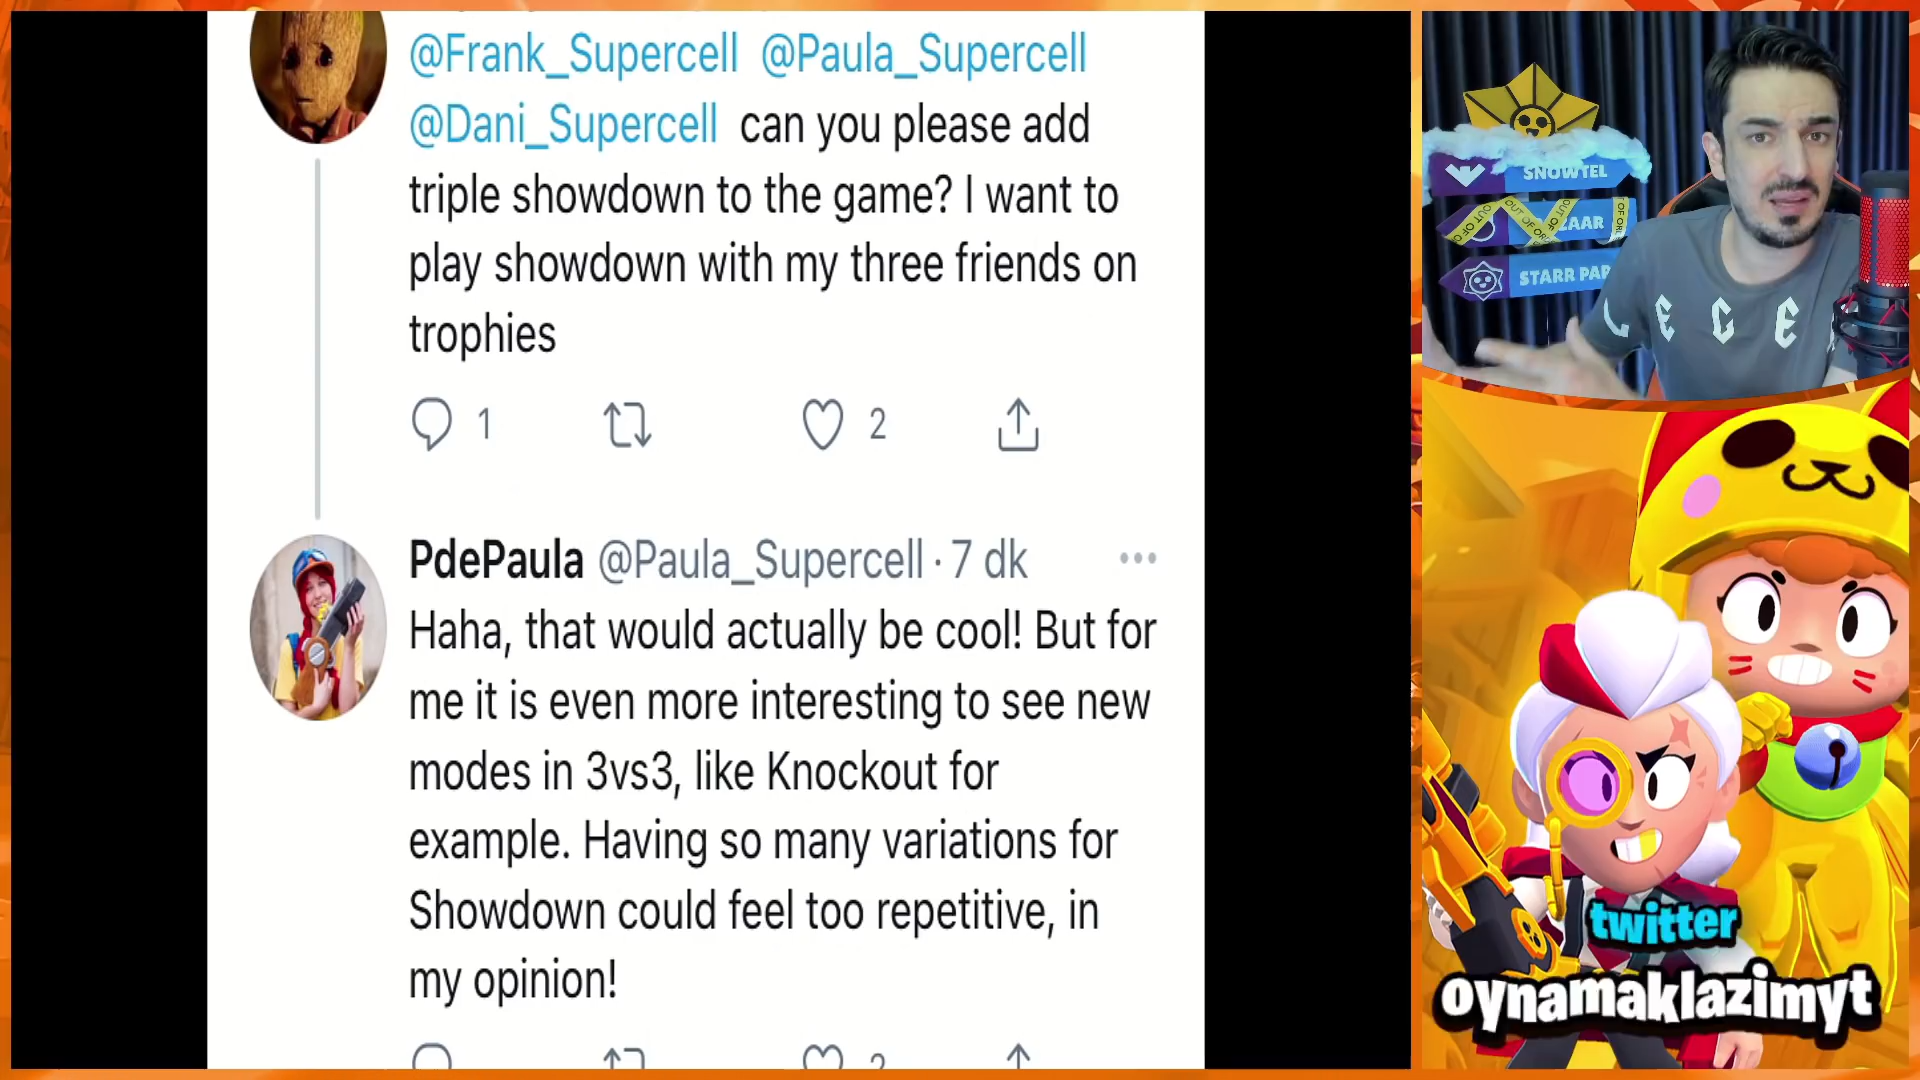 @Frank_Supercell @Paula_Supercell
@Dani_Supercell can you please add
triple showdown to the game? I want to
play showdown with my three friends on
trophies
1
2
PdePaula @Paula_Supercell · 7 dk
Haha, that would actually be cool! But for
me it is even more interesting to see new
modes in 3vs3, like Knockout for
example. Having so many variations for
Showdown could feel too repetitive, in
my opinion!
2
SNOWTEL
OUT OF
STARR PAR
E G E
twitter
oynamaklazimyt